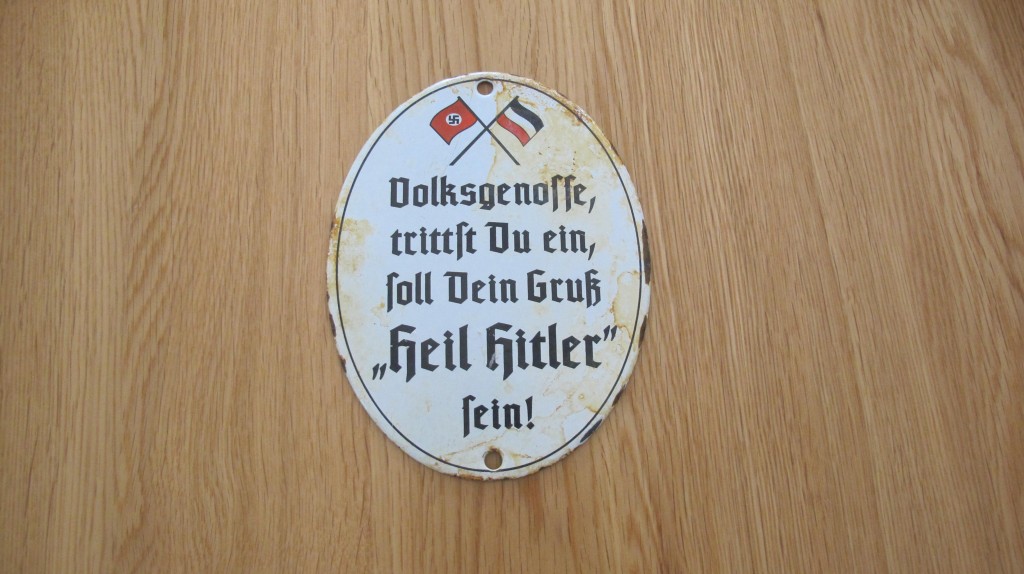 Volksgenoſſe,
trittſt Du ein,
ſoll Dein Gruß
„Heil Hitler”
ſein!